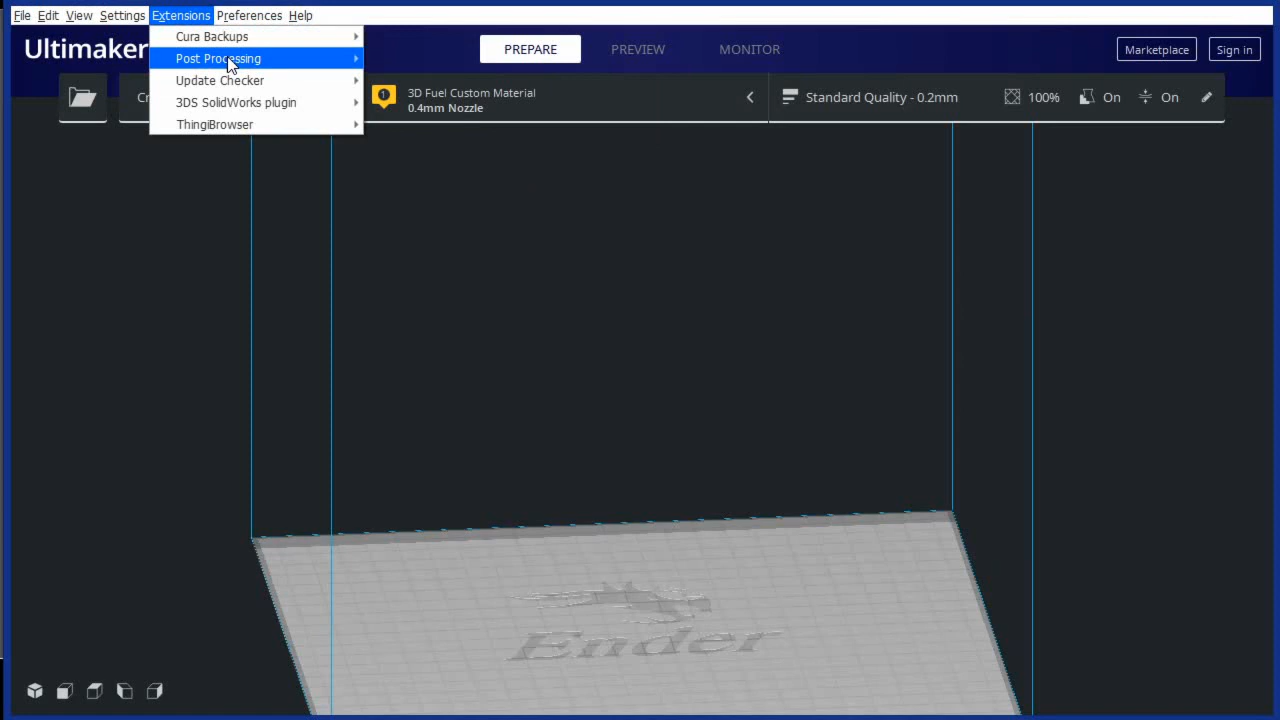 File Edit View Settings Extensions Preferences Help
Ultimaker
PREPARE PREVIEW MONITOR
Marketplace Sign in
Cura Backups
Post Processing
Update Checker
3DS SolidWorks plugin
ThingiBrowser
Cr
1
3D Fuel Custom Material
0.4mm Nozzle
Standard Quality - 0.2mm 100% On On
Ender